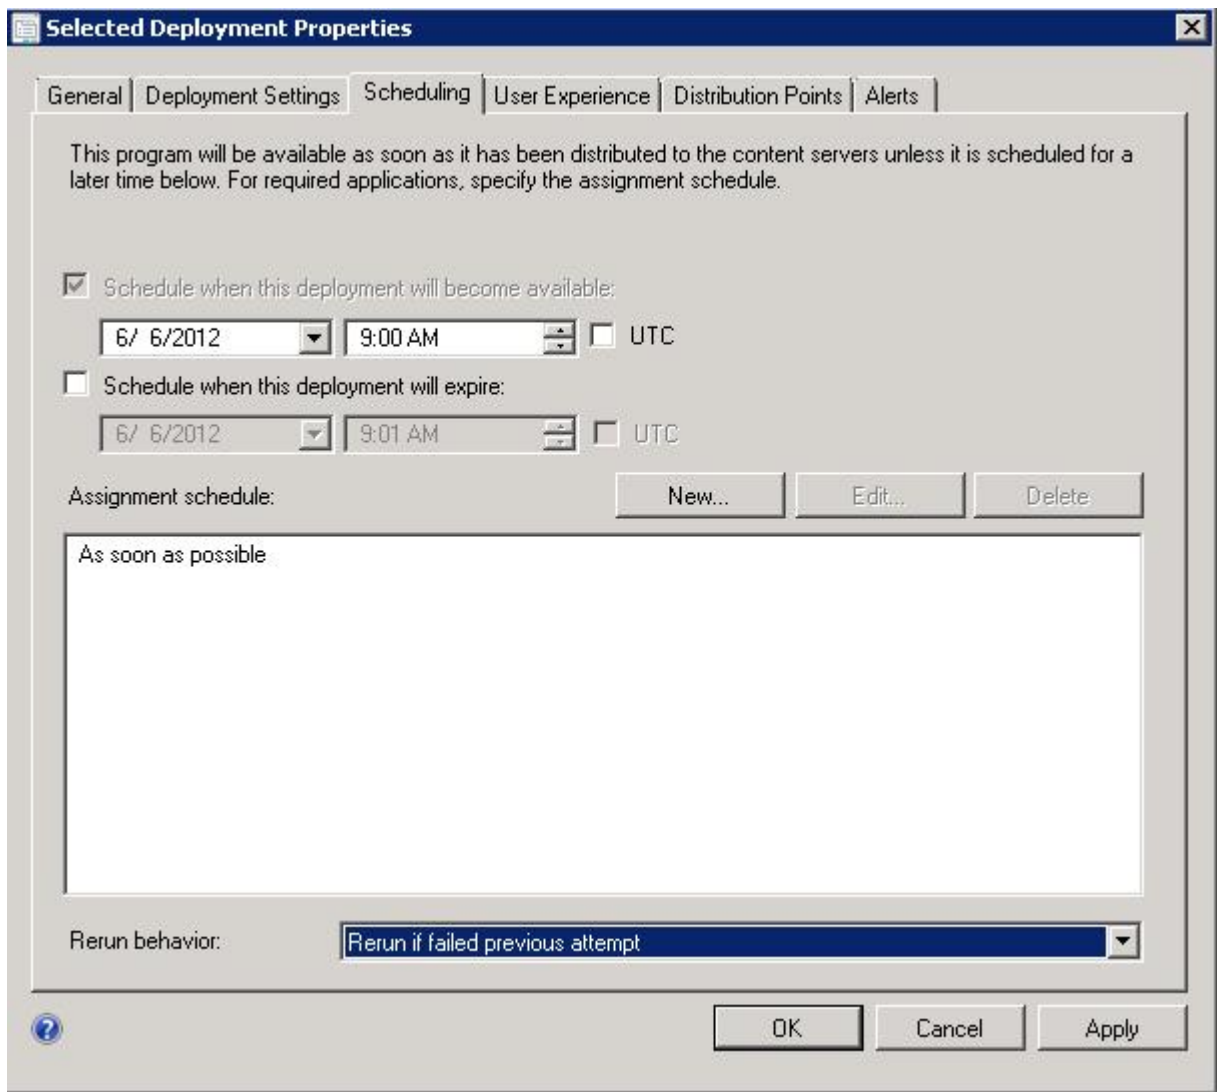 Selected Deployment Properties
General Deployment Settings Scheduling User Experience Distribution Points Alerts
This program will be available as soon as it has been distributed to the content servers unless it is scheduled for a
later time below. For required applications, specify the assignment schedule.
Schedule when this deployment will become available:
6/ 6/2012 9:00 AM UTC
Schedule when this deployment will expire:
6/ 6/2012 9:01 AM UTC
Assignment schedule: New... Edit... Delete
As soon as possible
Rerun behavior: Rerun if failed previous attempt
? OK Cancel Apply